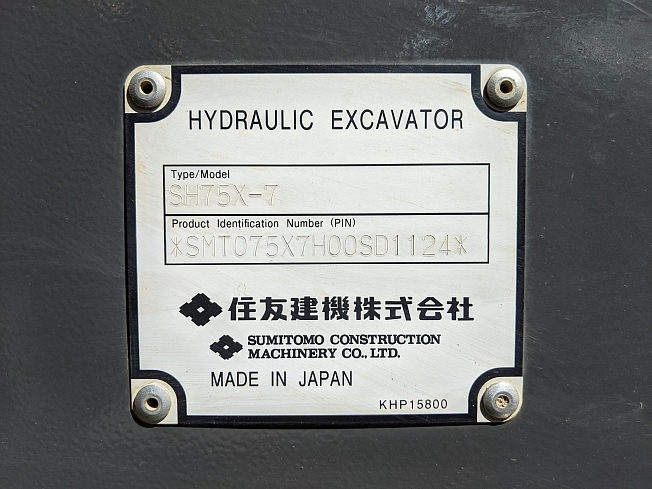 HYDRAULIC EXCAVATOR
Type/Model
SH75X-7
Product Identification Number (PIN)
*SMT075X7H00SD1124*
住友建機株式会社
SUMITOMO CONSTRUCTION
MACHINERY CO., LTD.
MADE IN JAPAN
KHP15800